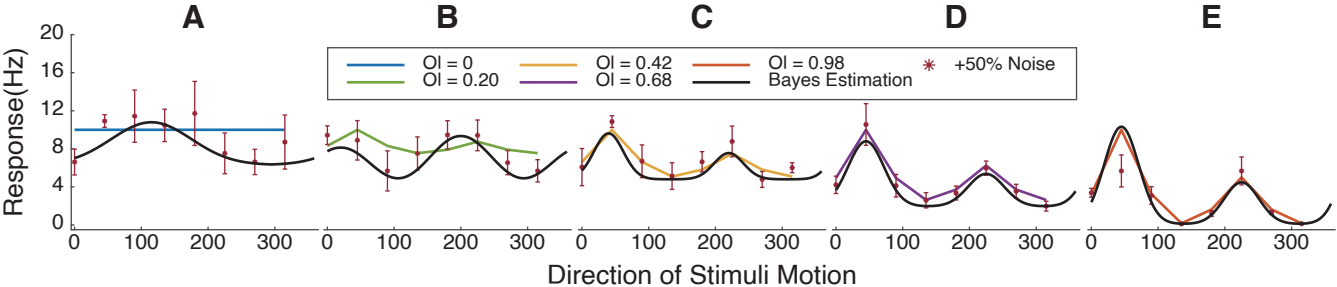 A B C D E
Response(Hz)
20
16
12
8
4
0
OI = 0 OI = 0.42 OI = 0.98 +50% Noise
OI = 0.20 OI = 0.68 Bayes Estimation
0 100 200 300 0 100 200 300 0 100 200 300 0 100 200 300 0 100 200 300
Direction of Stimuli Motion